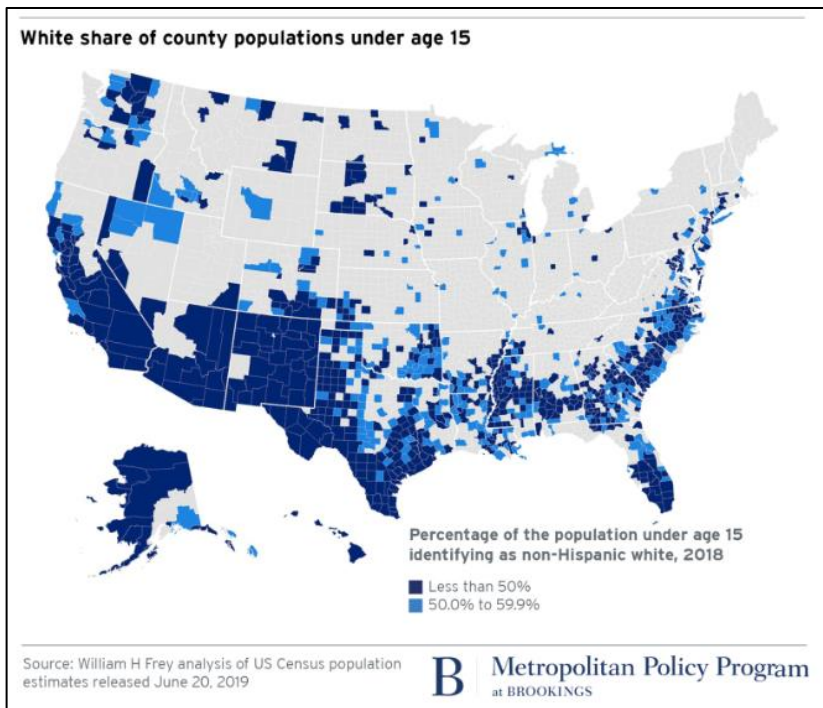 White share of county populations under age 15
Percentage of the population under age 15
identifying as non-Hispanic white, 2018
Less than 50%
50.0% to 59.9%
Source: William H Frey analysis of US Census population
estimates released June 20, 2019
B
Metropolitan Policy Program
at BROOKINGS